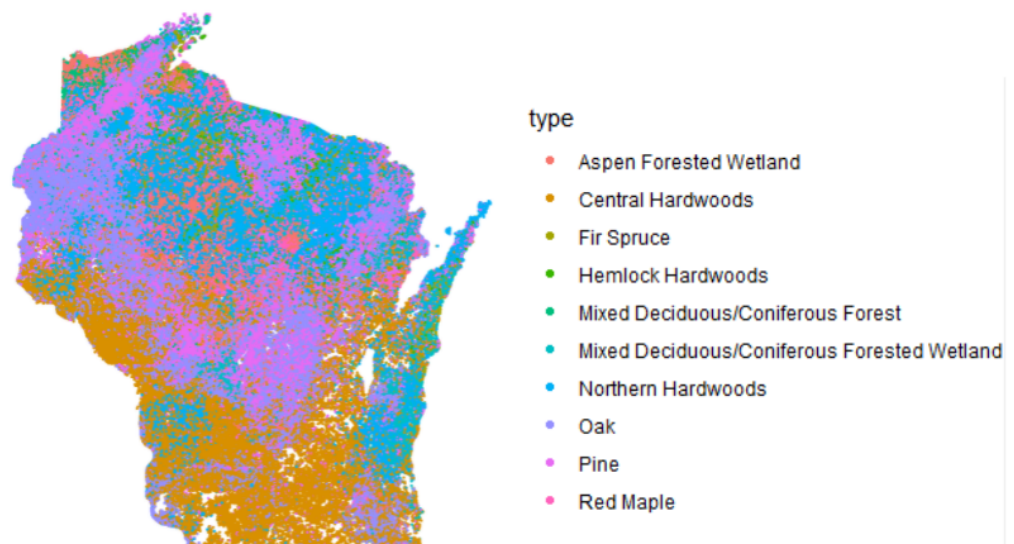 type
Aspen Forested Wetland
Central Hardwoods
Fir Spruce
Hemlock Hardwoods
Mixed Deciduous/Coniferous Forest
Mixed Deciduous/Coniferous Forested Wetland
Northern Hardwoods
Oak
Pine
Red Maple